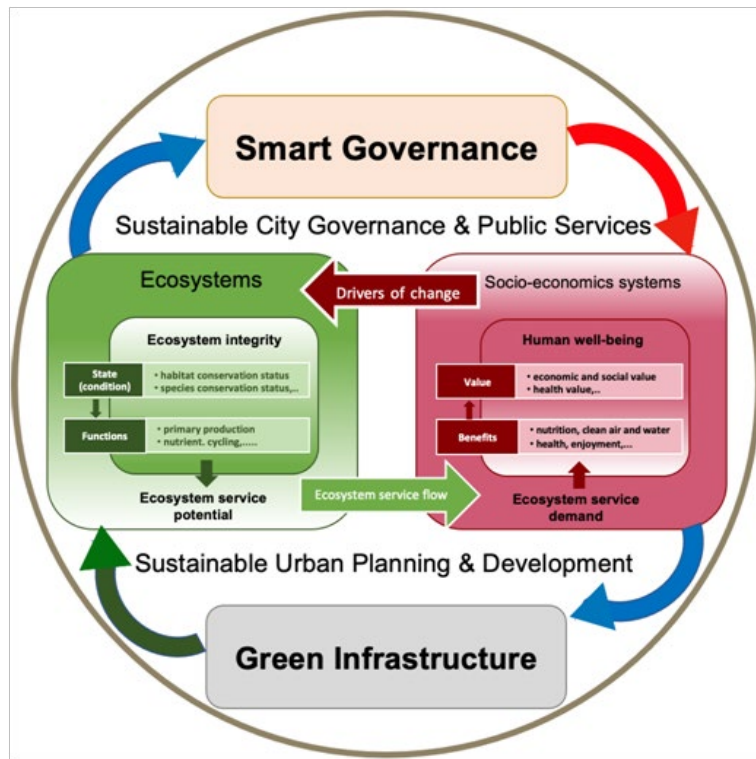 Smart Governance
Sustainable City Governance & Public Services
Ecosystems
Drivers of change
Socio-economics systems
Ecosystem integrity
State
(condition)
• habitat conservation status
• species conservation status,..
Functions
• primary production
• nutrient. cycling,.....
Ecosystem service
potential
Ecosystem service flow
Human well-being
Value
• economic and social value
• health value,..
Benefits
• nutrition, clean air and water
• health, enjoyment,...
Ecosystem service
demand
Sustainable Urban Planning & Development
Green Infrastructure